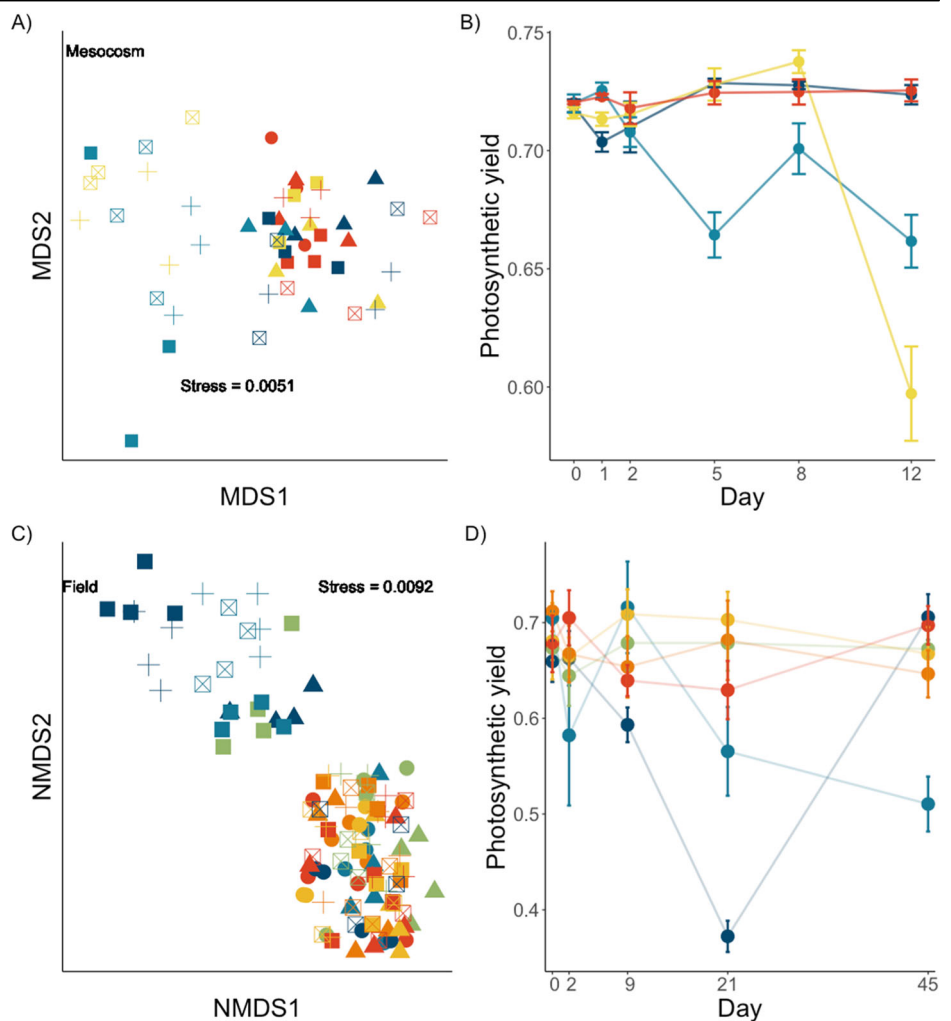 A)
Mesocosm
MDS2
Stress = 0.0051
MDS1
B)
Photosynthetic yield
0.75
0.70
0.65
0.60
0 1 2 5 8 12
Day
C)
Field
Stress = 0.0092
NMDS2
NMDS1
D)
Photosynthetic yield
0.7
0.6
0.5
0.4
0 2 9 21 45
Day